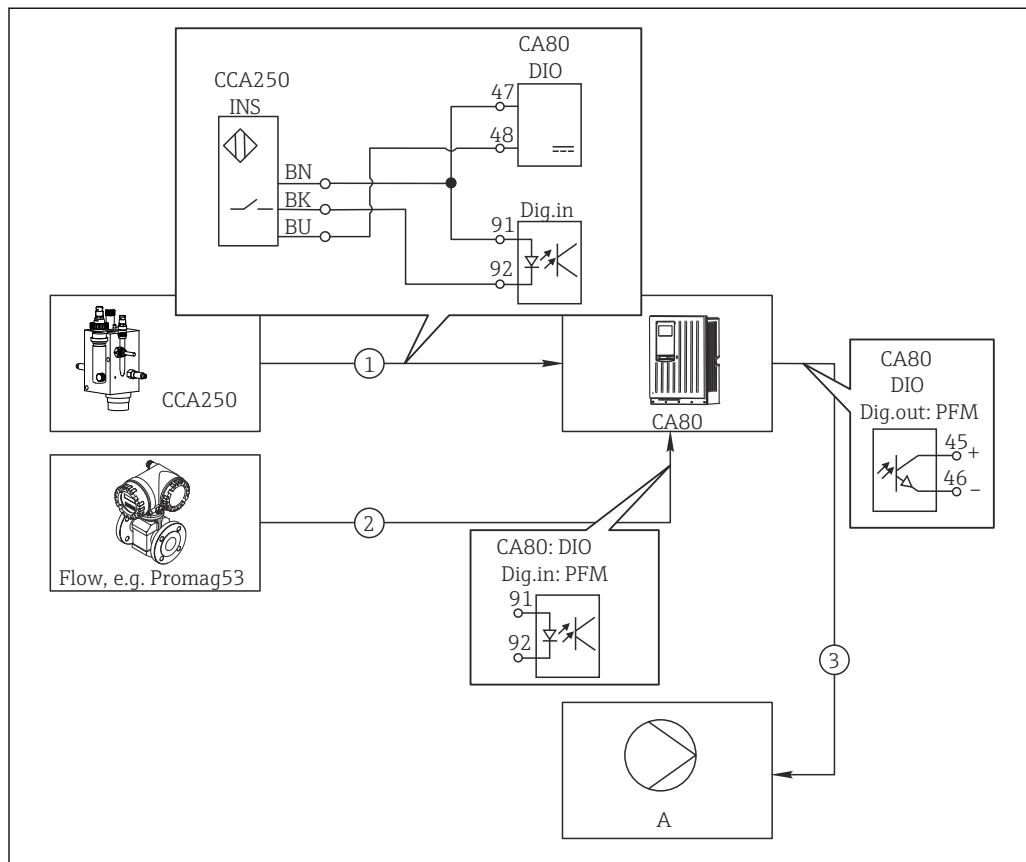 CCA250
INS
BN
BK
BU
CA80
DIO
47
48
Dig.in
91
92
CCA250
1
CA80
CA80
DIO
Dig.out: PFM
45
+
46
–
Flow, e.g. Promag53
2
CA80: DIO
Dig.in: PFM
91
92
3
A